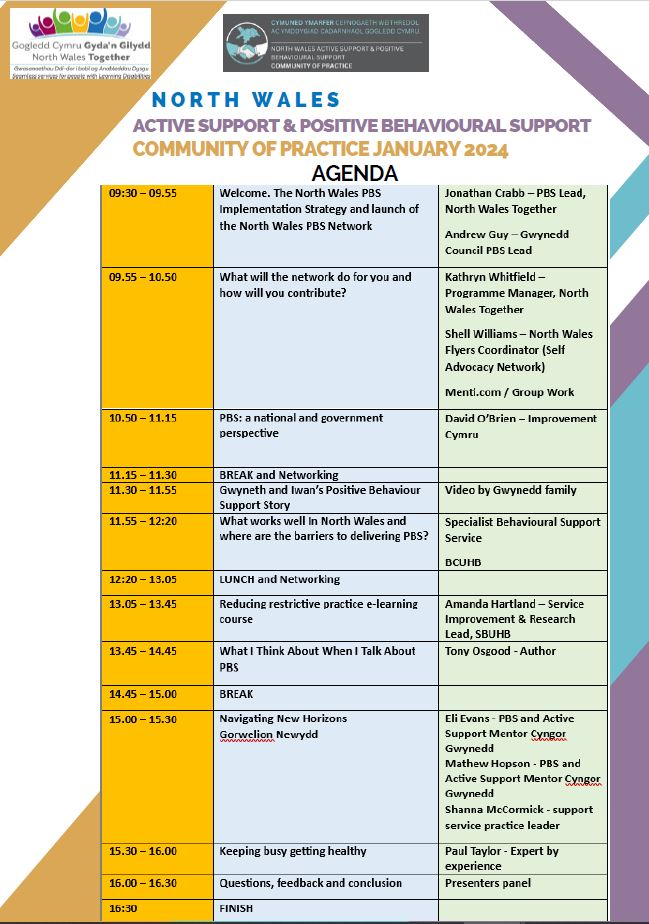 Gogledd Cymru Gyda'n Gilydd
North Wales Together
Gwasanaethau Ddi-dor i bobl ag Anableddau Dysgu
Seamless services for people with Learning Disabilities
CYMUNED YMARFER CEFNOGAETH WEITHREDOL
AC YMDDYGIAD CADARNHAOL GOGLEDD CYMRU
NORTH WALES ACTIVE SUPPORT & POSITIVE
BEHAVIOURAL SUPPORT
COMMUNITY OF PRACTICE
NORTH WALES
ACTIVE SUPPORT & POSITIVE BEHAVIOURAL SUPPORT
COMMUNITY OF PRACTICE JANUARY 2024
AGENDA
09:30 – 09.55
Welcome. The North Wales PBS
Implementation Strategy and launch of
the North Wales PBS Network
Jonathan Crabb – PBS Lead,
North Wales Together
Andrew Guy – Gwynedd
Council PBS Lead
09.55 – 10.50
What will the network do for you and
how will you contribute?
Kathryn Whitfield –
Programme Manager, North
Wales Together
Shell Williams – North Wales
Flyers Coordinator (Self
Advocacy Network)
Menti.com / Group Work
10.50 – 11.15
PBS: a national and government
perspective
David O'Brien – Improvement
Cymru
11.15 – 11.30
BREAK and Networking
11.30 – 11.55
Gwyneth and Iwan's Positive Behaviour
Support Story
Video by Gwynedd family
11.55 – 12:20
What works well In North Wales and
where are the barriers to delivering PBS?
Specialist Behavioural Support
Service
BCUHB
12:20 – 13.05
LUNCH and Networking
13.05 – 13.45
Reducing restrictive practice e-learning
course
Amanda Hartland – Service
Improvement & Research
Lead, SBUHB
13.45 – 14.45
What I Think About When I Talk About
PBS
Tony Osgood - Author
14.45 – 15.00
BREAK
15.00 – 15.30
Navigating New Horizons
Gorwelion Newydd
Eli Evans - PBS and Active
Support Mentor Cyngor
Gwynedd
Mathew Hopson - PBS and
Active Support Mentor Cyngor
Gwynedd
Shanna McCormick - support
service practice leader
15.30 – 16.00
Keeping busy getting healthy
Paul Taylor - Expert by
experience
16.00 – 16.30
Questions, feedback and conclusion
Presenters panel
16:30
FINISH